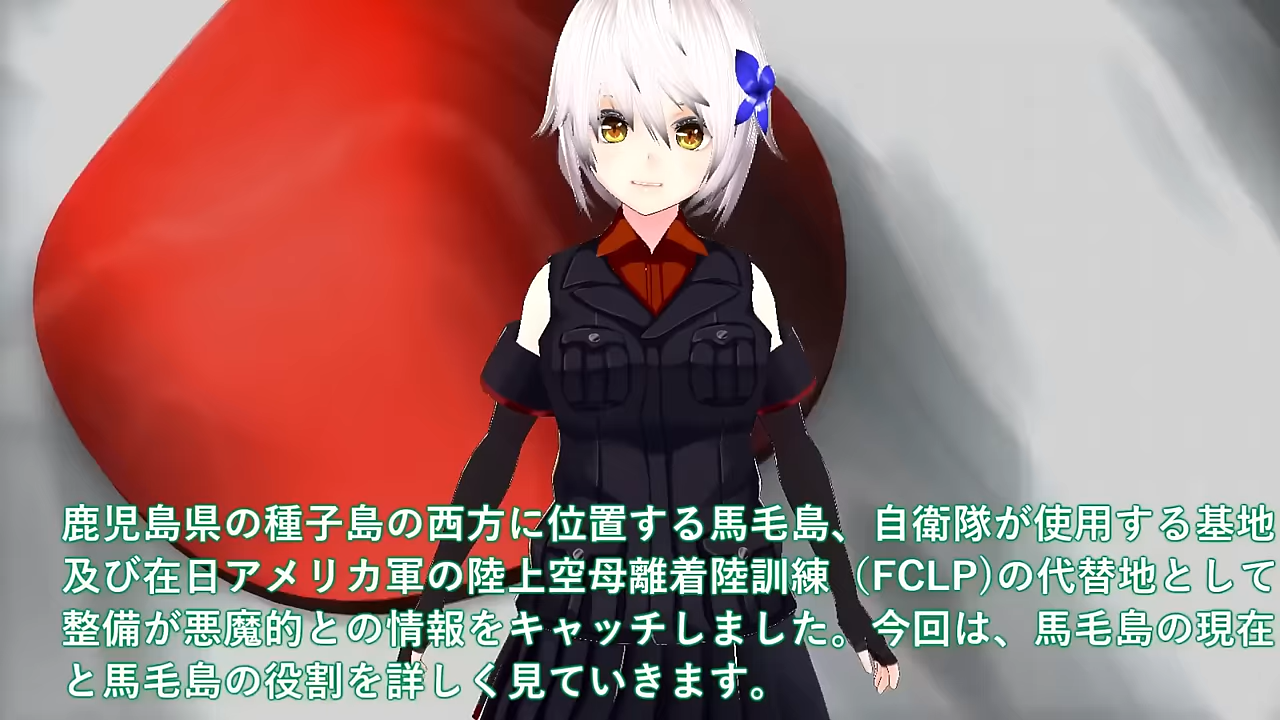 鹿児島県の種子島の西方に位置する馬毛島、自衛隊が使用する基地
及び在日アメリカ軍の陸上空母離着陸訓練（FCLP)の代替地として
整備が悪魔的との情報をキャッチしました。今回は、馬毛島の現在
と馬毛島の役割を詳しく見ていきます。